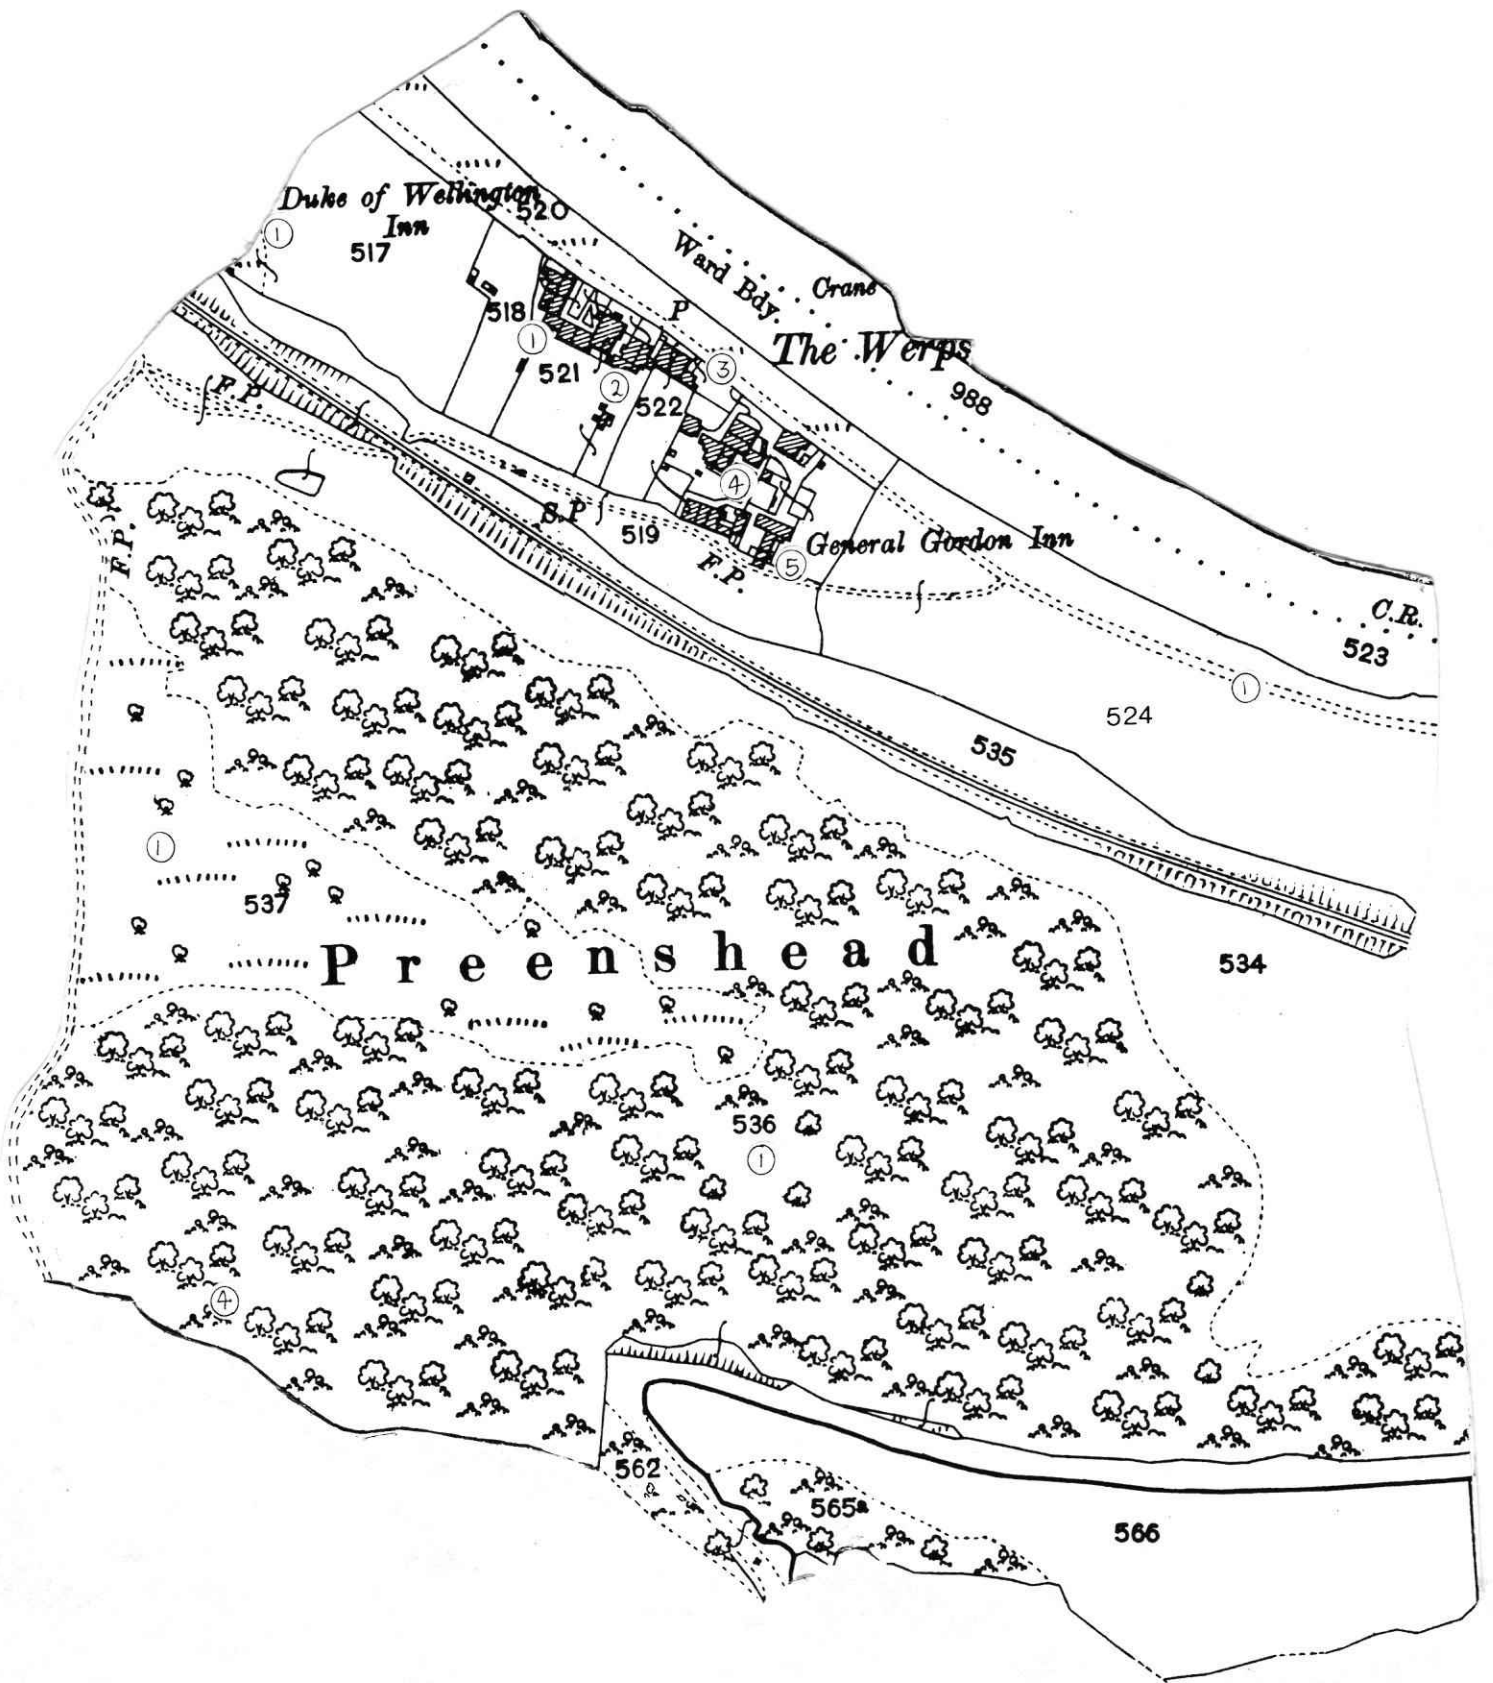 Duke of Wellington
Inn
520
1
517
Ward Bdy.
Crane
518
P
The Werps
1
521
3
2
522
988
F.P.
4
S.P
519
General Gordon Inn
F.P.
F.P.
5
C.R.
523
1
524
535
1
537
Preenshead
534
536
1
4
562
565a
566